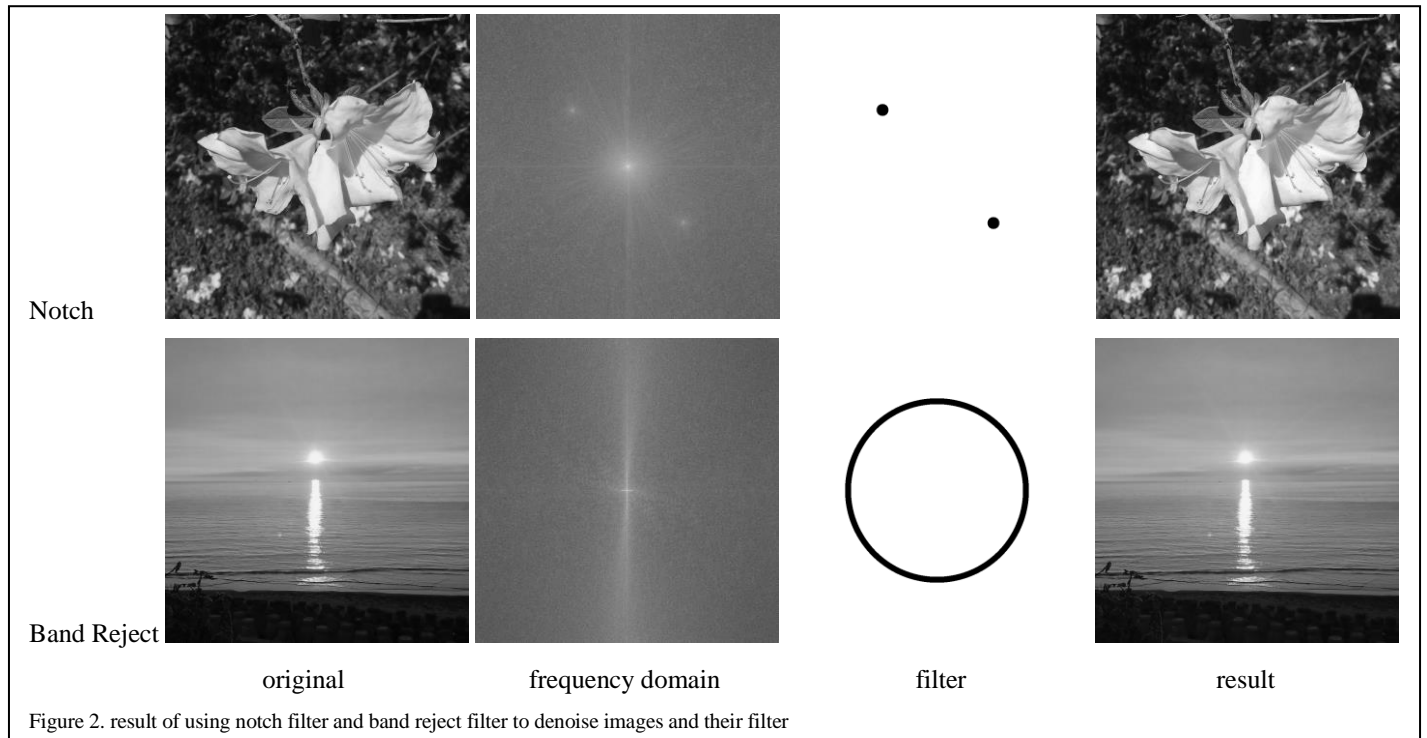 Notch
Band Reject
original frequency domain filter result
Figure 2. result of using notch filter and band reject filter to denoise images and their filter